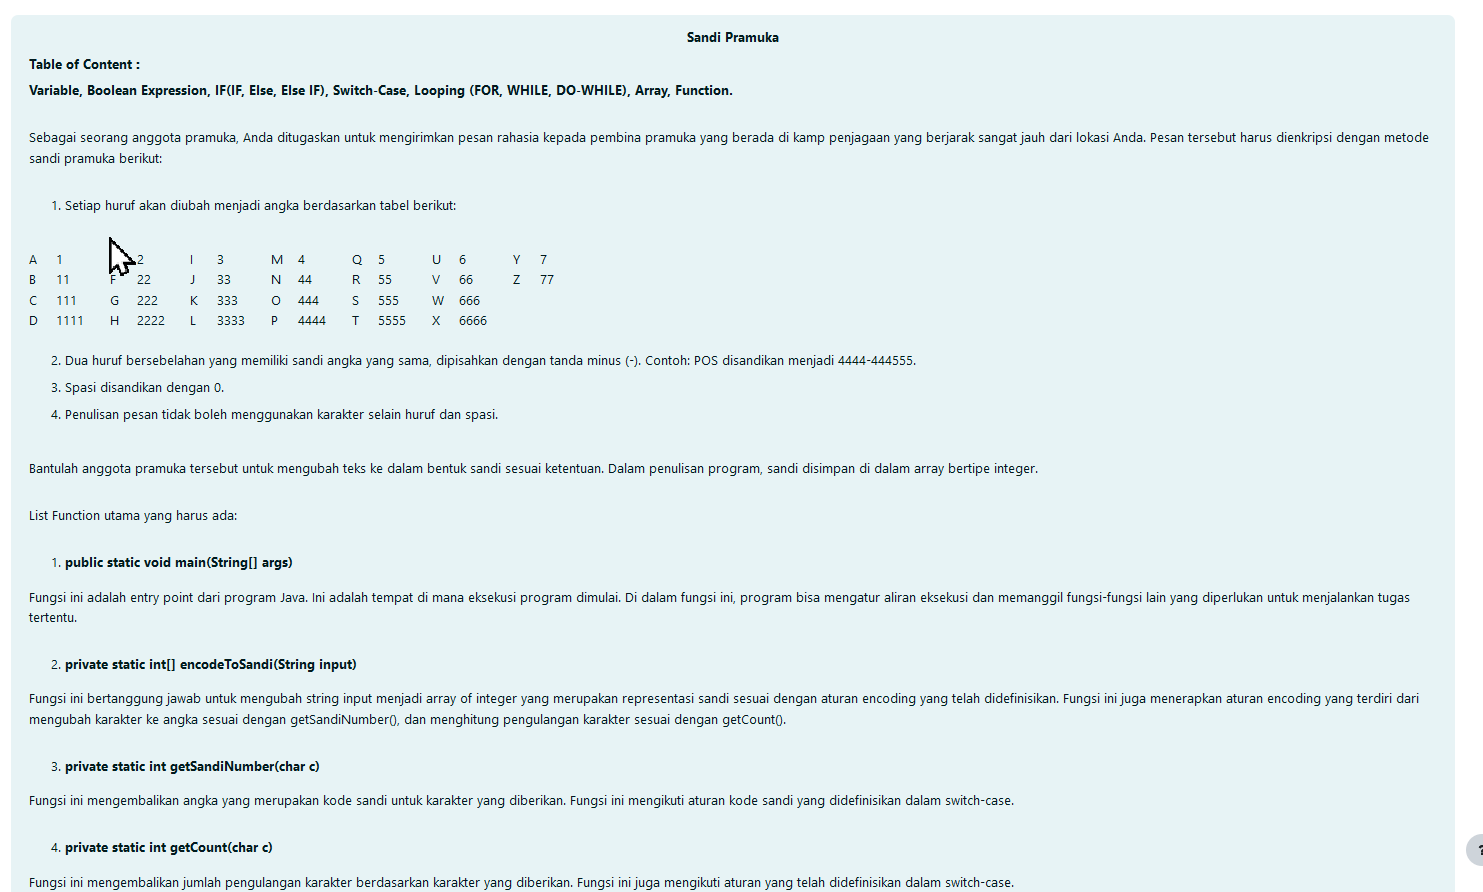 Sandi Pramuka
Table of Content :
Variable, Boolean Expression, IF(IF, Else, Else IF), Switch-Case, Looping (FOR, WHILE, DO-WHILE), Array, Function.
Sebagai seorang anggota pramuka, Anda ditugaskan untuk mengirimkan pesan rahasia kepada pembina pramuka yang berada di kamp penjagaan yang berjarak sangat jauh dari lokasi Anda. Pesan tersebut harus dienkripsi dengan metode
sandi pramuka berikut:
1. Setiap huruf akan diubah menjadi angka berdasarkan tabel berikut:
A 1 2 I 3 M 4 Q 5 U 6 Y 7
B 11 F 22 J 33 N 44 R 55 V 66 Z 77
C 111 G 222 K 333 O 444 S 555 W 666
D 1111 H 2222 L 3333 P 4444 T 5555 X 6666
2. Dua huruf bersebelahan yang memiliki sandi angka yang sama, dipisahkan dengan tanda minus (-). Contoh: POS disandikan menjadi 4444-444555.
3. Spasi disandikan dengan 0.
4. Penulisan pesan tidak boleh menggunakan karakter selain huruf dan spasi.
Bantulah anggota pramuka tersebut untuk mengubah teks ke dalam bentuk sandi sesuai ketentuan. Dalam penulisan program, sandi disimpan di dalam array bertipe integer.
List Function utama yang harus ada:
1. public static void main(String[] args)
Fungsi ini adalah entry point dari program Java. Ini adalah tempat di mana eksekusi program dimulai. Di dalam fungsi ini, program bisa mengatur aliran eksekusi dan memanggil fungsi-fungsi lain yang diperlukan untuk menjalankan tugas
tertentu.
2. private static int[] encodeToSandi(String input)
Fungsi ini bertanggung jawab untuk mengubah string input menjadi array of integer yang merupakan representasi sandi sesuai dengan aturan encoding yang telah didefinisikan. Fungsi ini juga menerapkan aturan encoding yang terdiri dari
mengubah karakter ke angka sesuai dengan getSandiNumber(), dan menghitung pengulangan karakter sesuai dengan getCount().
3. private static int getSandiNumber(char c)
Fungsi ini mengembalikan angka yang merupakan kode sandi untuk karakter yang diberikan. Fungsi ini mengikuti aturan kode sandi yang didefinisikan dalam switch-case.
4. private static int getCount(char c)
Fungsi ini mengembalikan jumlah pengulangan karakter berdasarkan karakter yang diberikan. Fungsi ini juga mengikuti aturan yang telah didefinisikan dalam switch-case.